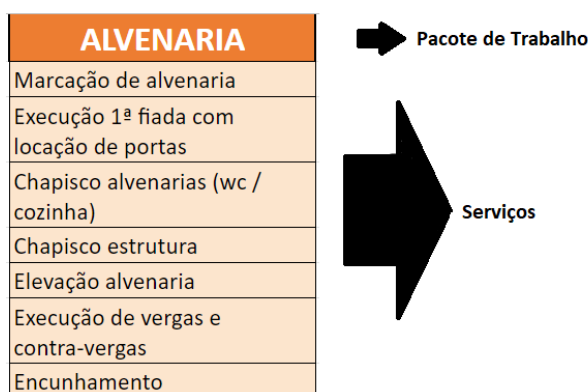 ALVENARIA
Pacote de Trabalho
Marcação de alvenaria
Execução 1ª fiada com
locação de portas
Chapisco alvenarias (wc /
cozinha)
Chapisco estrutura
Elevação alvenaria
Execução de vergas e
contra-vergas
Encunhamento
Serviços